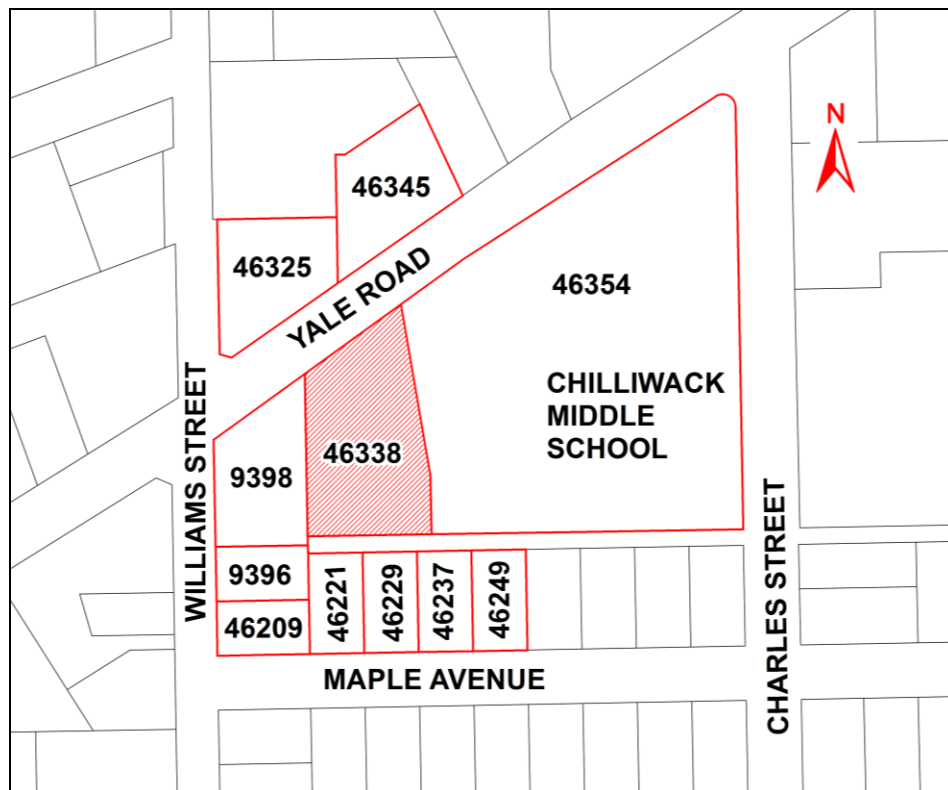 N
46345
46325
YALE ROAD
46354
CHILLIWACK
MIDDLE
SCHOOL
46338
9398
WILLIAMS STREET
CHARLES STREET
9396
46209
46221
46229
46237
46249
MAPLE AVENUE